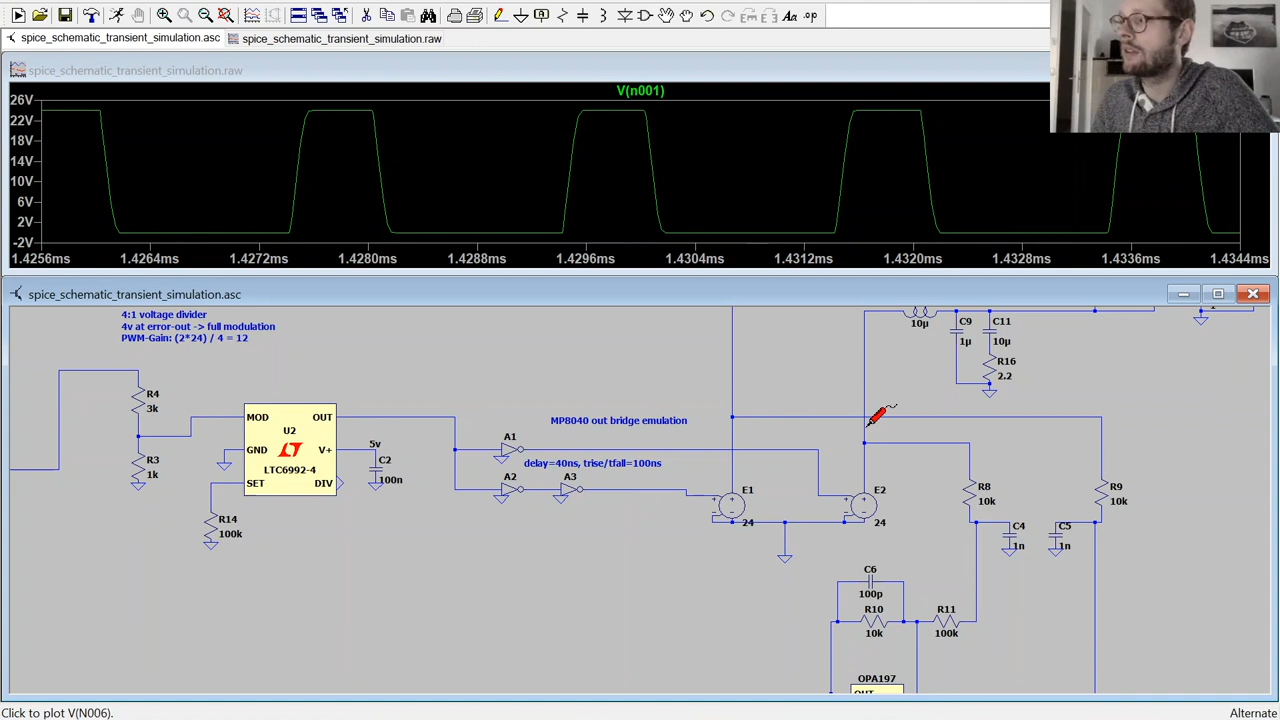 .op
spice_schematic_transient_simulation.asc
spice_schematic_transient_simulation.raw
spice_schematic_transient_simulation.raw
V(n001)
26V
22V
18V
14V
10V
6V
2V
-2V
1.4256ms 1.4264ms 1.4272ms 1.4280ms 1.4288ms 1.4296ms 1.4304ms 1.4312ms 1.4320ms 1.4328ms 1.4336ms 1.4344ms
spice_schematic_transient_simulation.asc
4:1 voltage divider
4v at error-out -> full modulation
PWM-Gain: (2*24) / 4 = 12
10µ
C9
1µ
C11
10µ
R16
2.2
R4
3k
R3
1k
MOD OUT
U2
GND V+
LTC6992-4
SET DIV
5v
C2
100n
R14
100k
MP8040 out bridge emulation
A1
delay=40ns, trise/tfall=100ns
A2 A3
E1
24
E2
24
R8
10k
R9
10k
C4
1n
C5
1n
C6
100p
R10
10k
R11
100k
OPA197
OUT
Click to plot V(N006).
Alternate